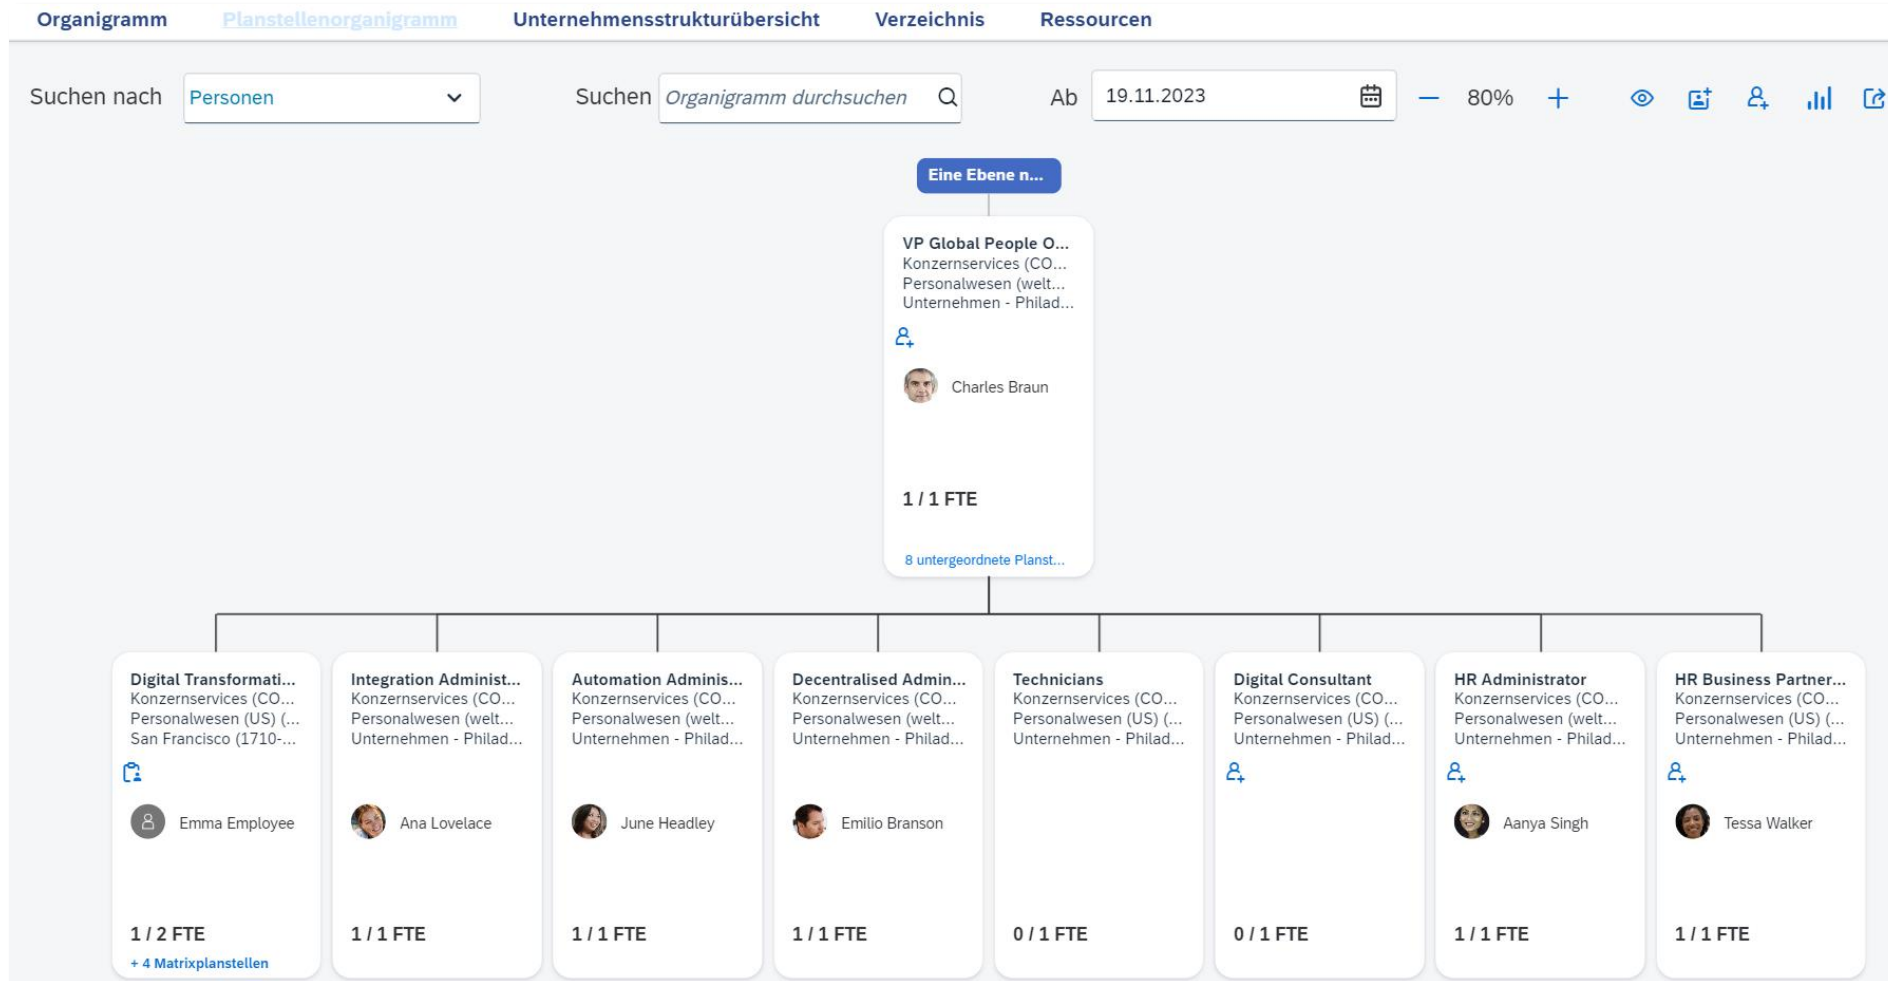 Organigramm Planstellenorganigramm Unternehmensstrukturübersicht Verzeichnis Ressourcen
Suchen nach Personen Suchen Organigramm durchsuchen Ab 19.11.2023 80%
Eine Ebene n...
VP Global People O...
Konzernservices (CO...
Personalwesen (welt...
Unternehmen - Philad...
Charles Braun
1 / 1 FTE
8 untergeordnete Planst...
Digital Transformati...
Konzernservices (CO...
Personalwesen (US) (...
San Francisco (1710-...
Emma Employee
1 / 2 FTE
+ 4 Matrixplanstellen
Integration Administ...
Konzernservices (CO...
Personalwesen (welt...
Unternehmen - Philad...
Ana Lovelace
1 / 1 FTE
Automation Adminis...
Konzernservices (CO...
Personalwesen (welt...
Unternehmen - Philad...
June Headley
1 / 1 FTE
Decentralised Admin...
Konzernservices (CO...
Personalwesen (welt...
Unternehmen - Philad...
Emilio Branson
1 / 1 FTE
Technicians
Konzernservices (CO...
Personalwesen (US) (...
Unternehmen - Philad...
0 / 1 FTE
Digital Consultant
Konzernservices (CO...
Personalwesen (US) (...
Unternehmen - Philad...
0 / 1 FTE
HR Administrator
Konzernservices (CO...
Personalwesen (welt...
Unternehmen - Philad...
Aanya Singh
1 / 1 FTE
HR Business Partner...
Konzernservices (CO...
Personalwesen (US) (...
Unternehmen - Philad...
Tessa Walker
1 / 1 FTE